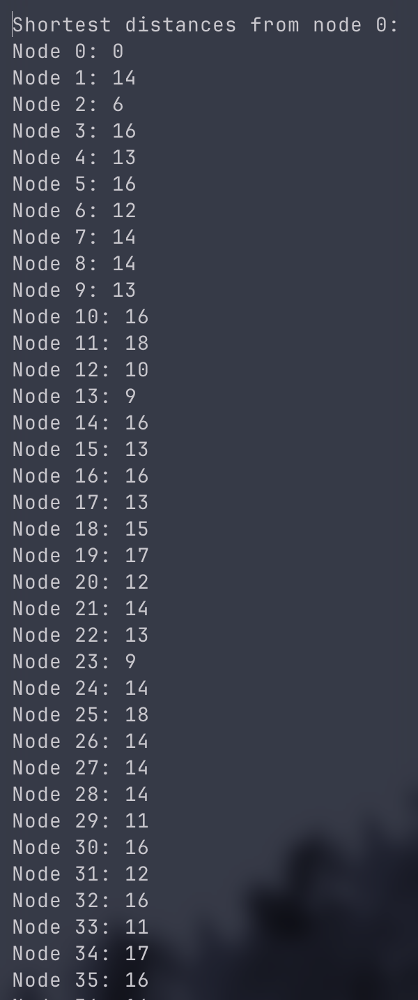 Shortest distances from node 0:
Node 0: 0
Node 1: 14
Node 2: 6
Node 3: 16
Node 4: 13
Node 5: 16
Node 6: 12
Node 7: 14
Node 8: 14
Node 9: 13
Node 10: 16
Node 11: 18
Node 12: 10
Node 13: 9
Node 14: 16
Node 15: 13
Node 16: 16
Node 17: 13
Node 18: 15
Node 19: 17
Node 20: 12
Node 21: 14
Node 22: 13
Node 23: 9
Node 24: 14
Node 25: 18
Node 26: 14
Node 27: 14
Node 28: 14
Node 29: 11
Node 30: 16
Node 31: 12
Node 32: 16
Node 33: 11
Node 34: 17
Node 35: 16